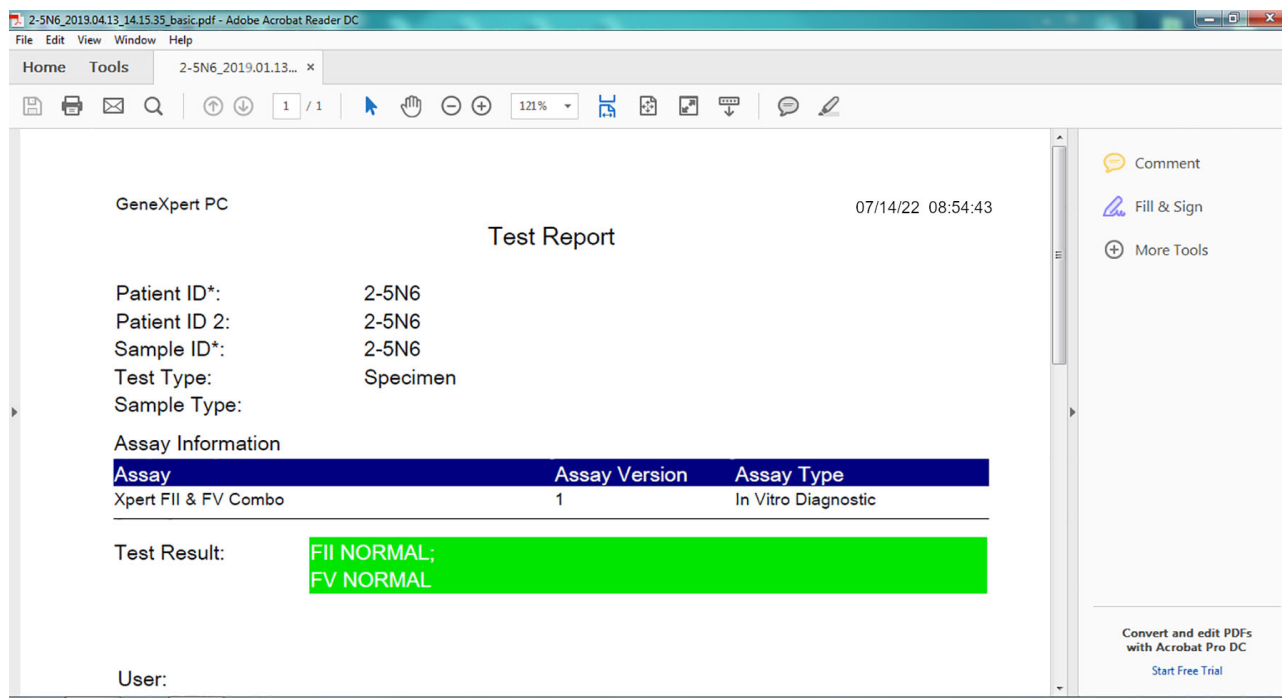 2-5N6_2019.04.13_14.15.35_basic.pdf - Adobe Acrobat Reader DC
File Edit View Window Help
Home Tools 2-5N6_2019.01.13... ×
1 / 1 121%
Comment
Fill & Sign
More Tools
GeneXpert PC 07/14/22 08:54:43
Test Report
Patient ID*: 2-5N6
Patient ID 2: 2-5N6
Sample ID*: 2-5N6
Test Type: Specimen
Sample Type:
Assay Information
Assay Assay Version Assay Type
Xpert FII & FV Combo 1 In Vitro Diagnostic
Test Result: FII NORMAL;
FV NORMAL
User:
Convert and edit PDFs
with Acrobat Pro DC
Start Free Trial